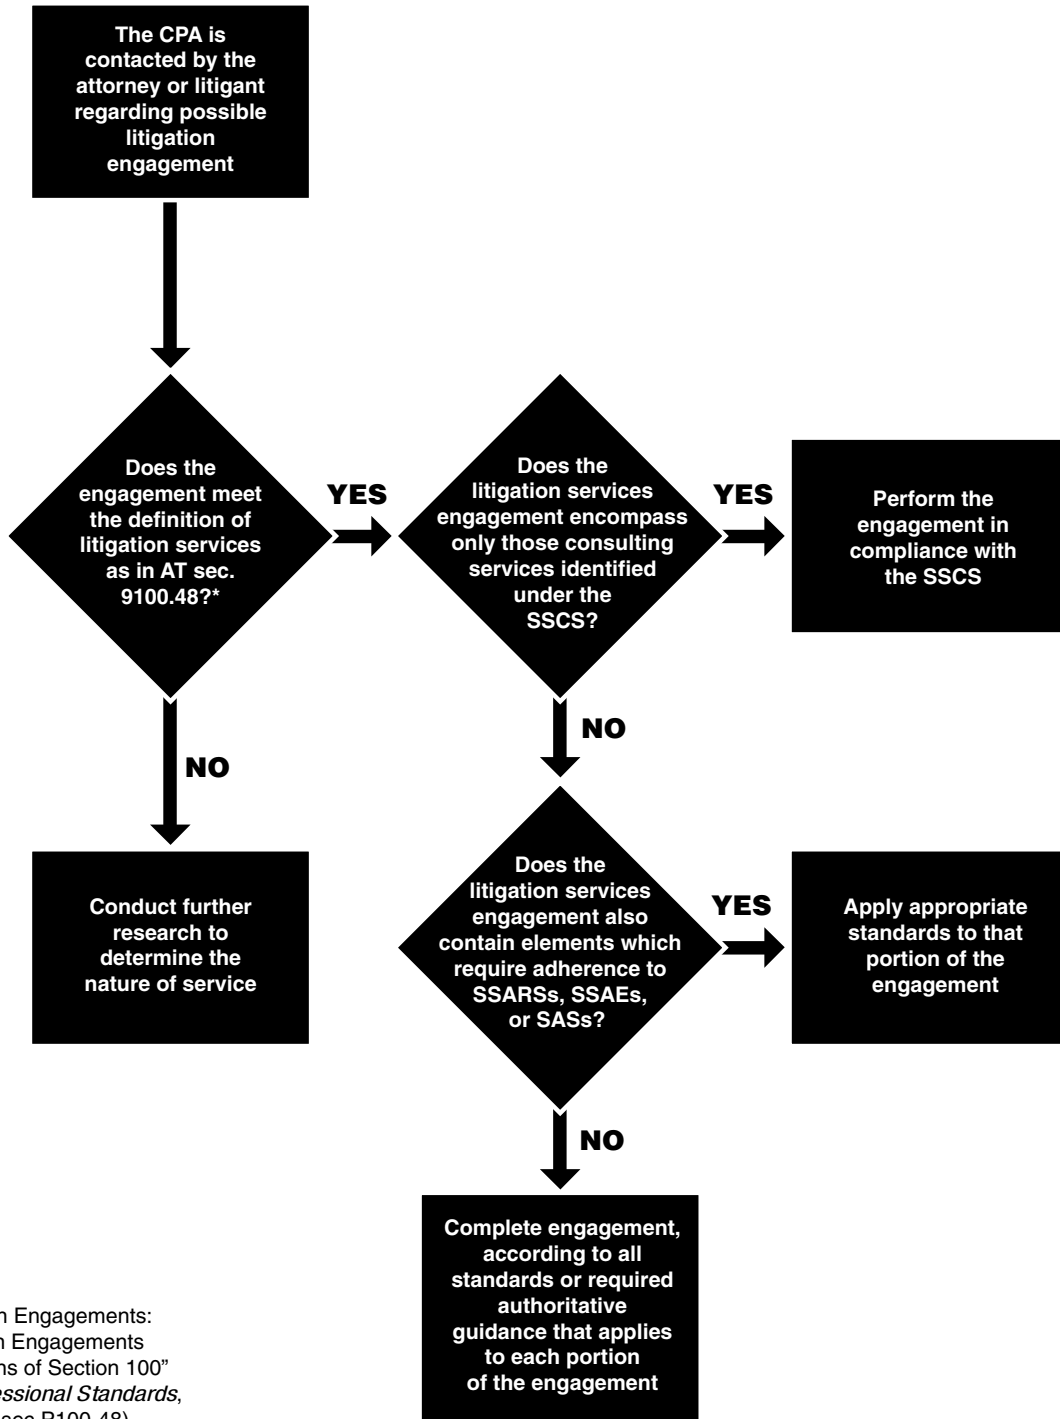 The CPA is
contacted by the
attorney or litigant
regarding possible
litigation
engagement
Does the
engagement meet
the definition of
litigation services
as in AT sec.
9100.48?*
YES
Does the
litigation services
engagement encompass
only those consulting
services identified
under the
SSCS?
YES
Perform the
engagement in
compliance with
the SSCS
NO
NO
Conduct further
research to
determine the
nature of service
Does the
litigation services
engagement also
contain elements which
require adherence to
SSARSs, SSAEs,
or SASs?
YES
Apply appropriate
standards to that
portion of the
engagement
NO
Complete engagement,
according to all
standards or required
authoritative
guidance that applies
to each portion
of the engagement
Engagements:
Engagements
of Section 100"
Standards,